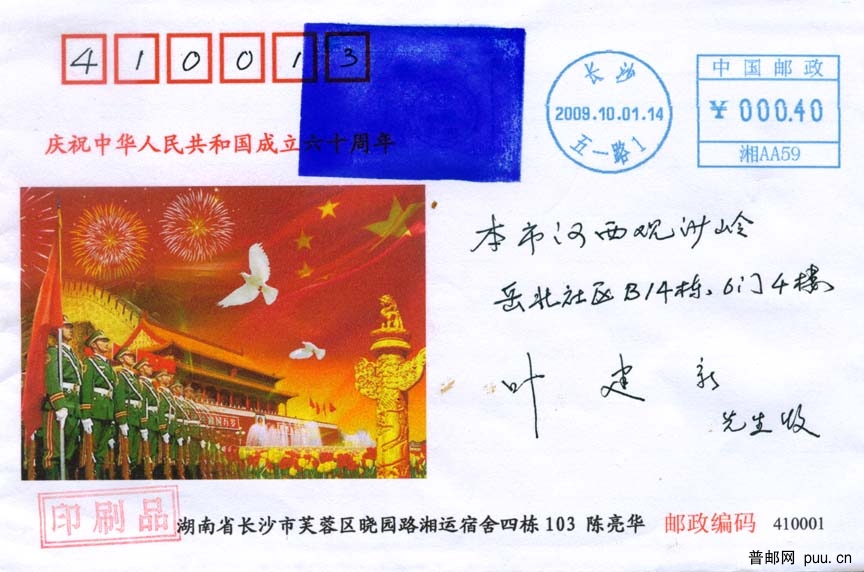 410013
长沙
2009.10.01.14
五一路1
中国邮政
¥ 000.40
湘AA59
庆祝中华人民共和国成立六十周年
本市河西观沙岭
岳北社区B14栋、6门4楼
叶建新
先生收
印刷品
湖南省长沙市芙蓉区晓园路湘运宿舍四栋103 陈亮华 邮政编码 410001
普邮网 puu.cn